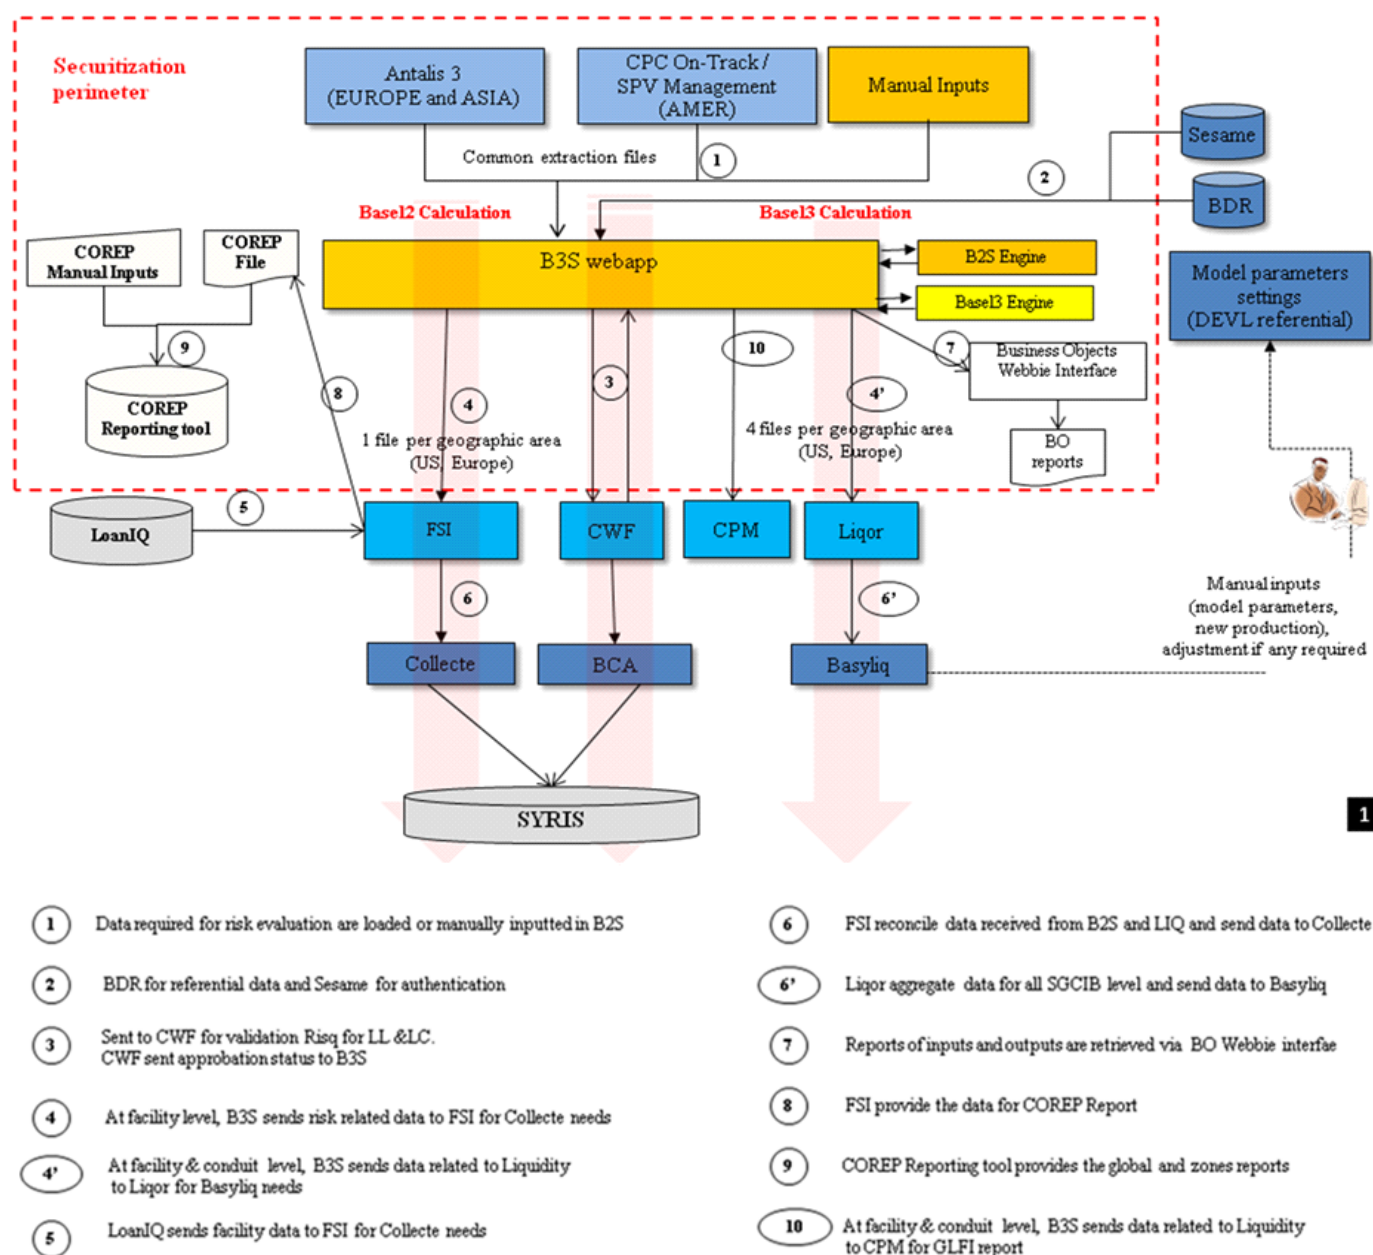 Securitization
perimeter
Antalis 3
(EUROPE and ASIA)
CPC On-Track /
SPV Management
(AMER)
Manual Inputs
Sesame
Common extraction files
1
2
BDR
Basel2 Calculation
Basel3 Calculation
COREP
Manual Inputs
COREP
File
B3S webapp
B2S Engine
Basel3 Engine
Model parameters
settings
(DEVL referential)
9
10
7
Business Objects
Webbie Interface
3
8
4
4’
COREP
Reporting tool
1 file per geographic area
(US, Europe)
4 files per geographic area
(US, Europe)
BO
reports
5
LoanIQ
FSI
CWF
CPM
Liqor
6
6’
Manual inputs
(model parameters,
new production),
adjustment if any required
Collecte
BCA
Basyliq
SYRIS
1
1 Data required for risk evaluation are loaded or manually inputted in B2S
2 BDR for referential data and Sesame for authentication
3 Sent to CWF for validation Risq for LL &LC.
CWF sent approbation status to B3S
4 At facility level, B3S sends risk related data to FSI for Collecte needs
4’ At facility & conduit level, B3S sends data related to Liquidity
to Liqor for Basyliq needs
5 LoanIQ sends facility data to FSI for Collecte needs
6 FSI reconcile data received from B2S and LIQ and send data to Collecte
6’ Liqor aggregate data for all SGCIB level and send data to Basyliq
7 Reports of inputs and outputs are retrieved via BO Webbie interfae
8 FSI provide the data for COREP Report
9 COREP Reporting tool provides the global and zones reports
10 At facility & conduit level, B3S sends data related to Liquidity
to CPM for GLFI report